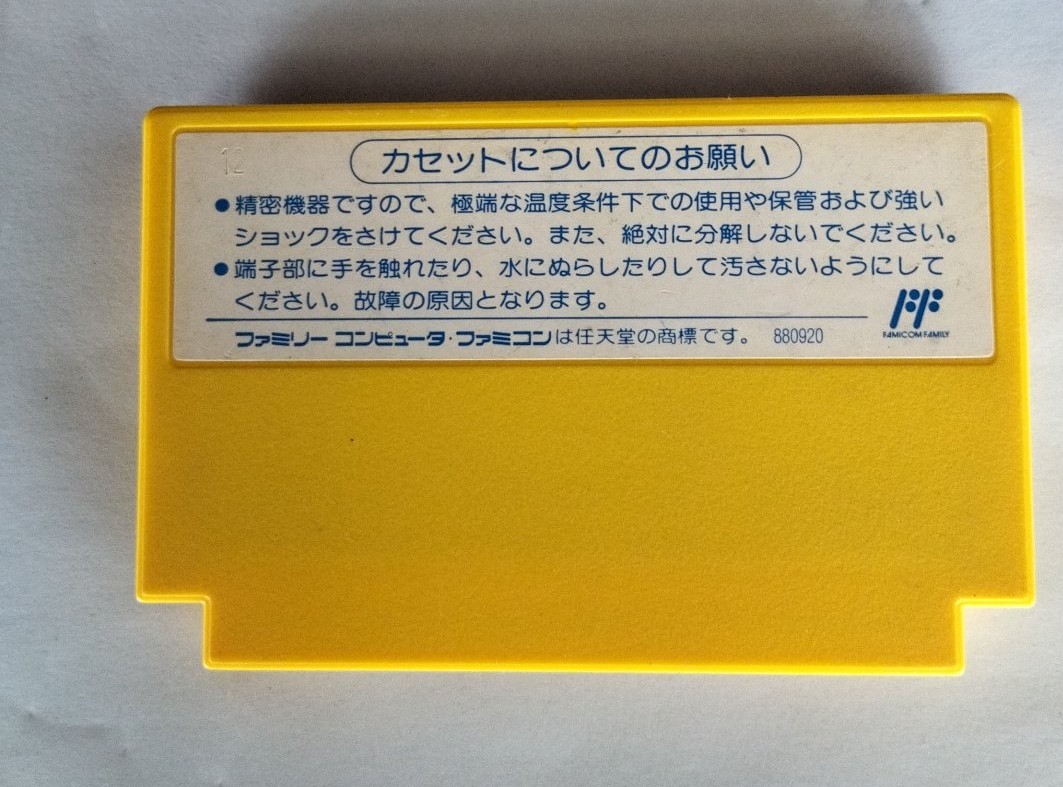 12
カセットについてのお願い
●精密機器ですので、極端な温度条件下での使用や保管および強い
ショックをさけてください。また、絶対に分解しないでください。
●端子部に手を触れたり、水にぬらしたりして汚さないようにして
ください。故障の原因となります。
FAMICOM FAMILY
ファミリー コンピュータ・ファミコンは任天堂の商標です。 880920